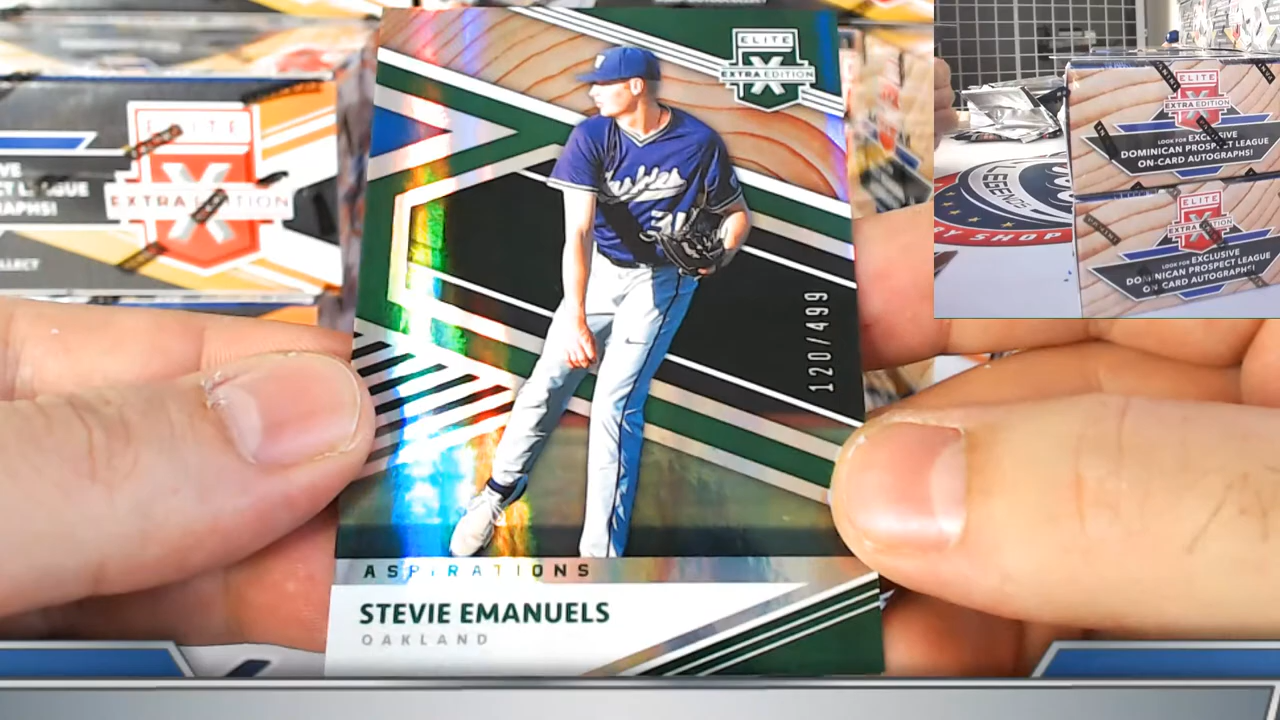 ELITE
X
EXTRA EDITION
Huskies
120/499
ASPIRATIONS
STEVIE EMANUELS
OAKLAND
ELITE
X
EXTRA EDITION
ELITE
X
EXTRA EDITION
LOOK FOR EXCLUSIVE
DOMINICAN PROSPECT LEAGUE
ON-CARD AUTOGRAPHS!
ELITE
X
EXTRA EDITION
LOOK FOR EXCLUSIVE
DOMINICAN PROSPECT LEAGUE
ON-CARD AUTOGRAPHS!